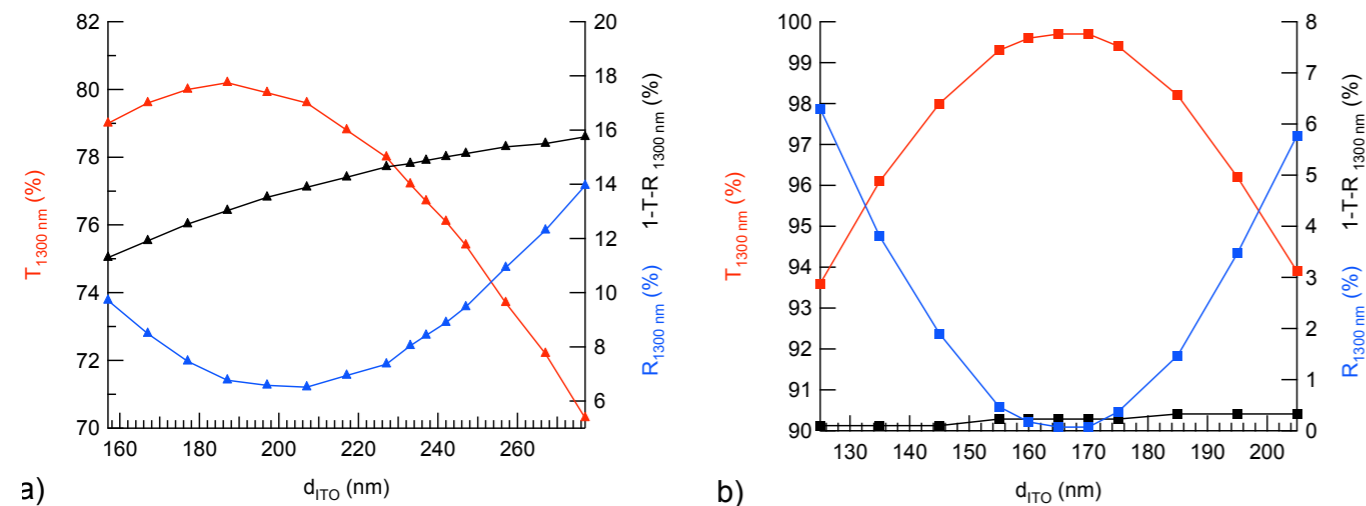 82
80
78
76
74
72
70
T1300 nm (%)
20
18
16
14
12
10
8
6
1-T-R1300 nm (%)
R1300 nm (%)
160 180 200 220 240 260
dITO (nm)
a)
100
99
98
97
96
95
94
93
92
91
90
T1300 nm (%)
8
7
6
5
4
3
2
1
0
1-T-R1300 nm (%)
R1300 nm (%)
130 140 150 160 170 180 190 200
dITO (nm)
b)